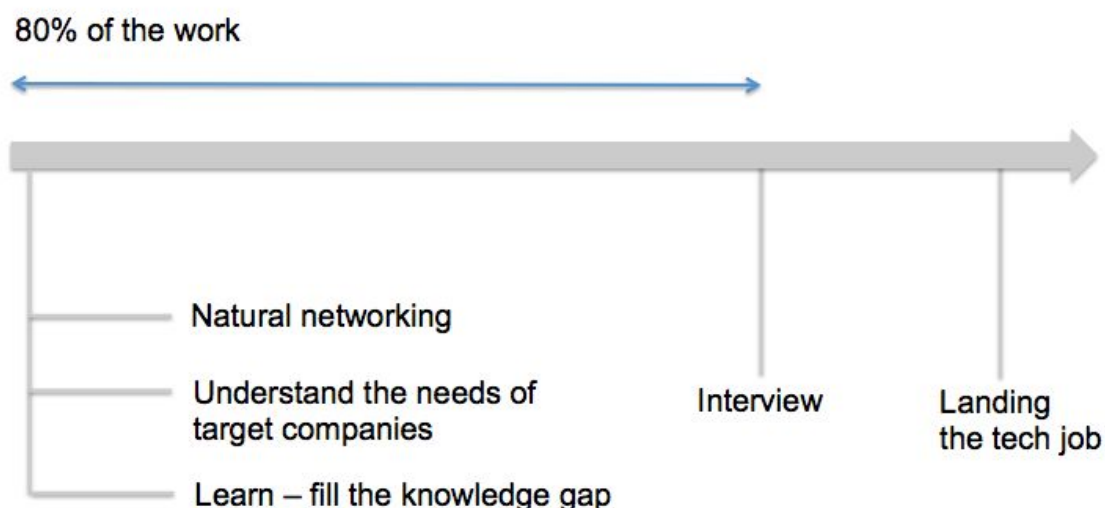 80% of the work
Natural networking
Understand the needs of
target companies
Interview
Landing
the tech job
Learn – fill the knowledge gap